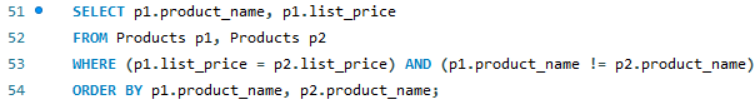 51 SELECT p1.product_name, p1.list_price
52 FROM Products p1, Products p2
53 WHERE (p1.list_price = p2.list_price) AND (p1.product_name != p2.product_name)
54 ORDER BY p1.product_name, p2.product_name;